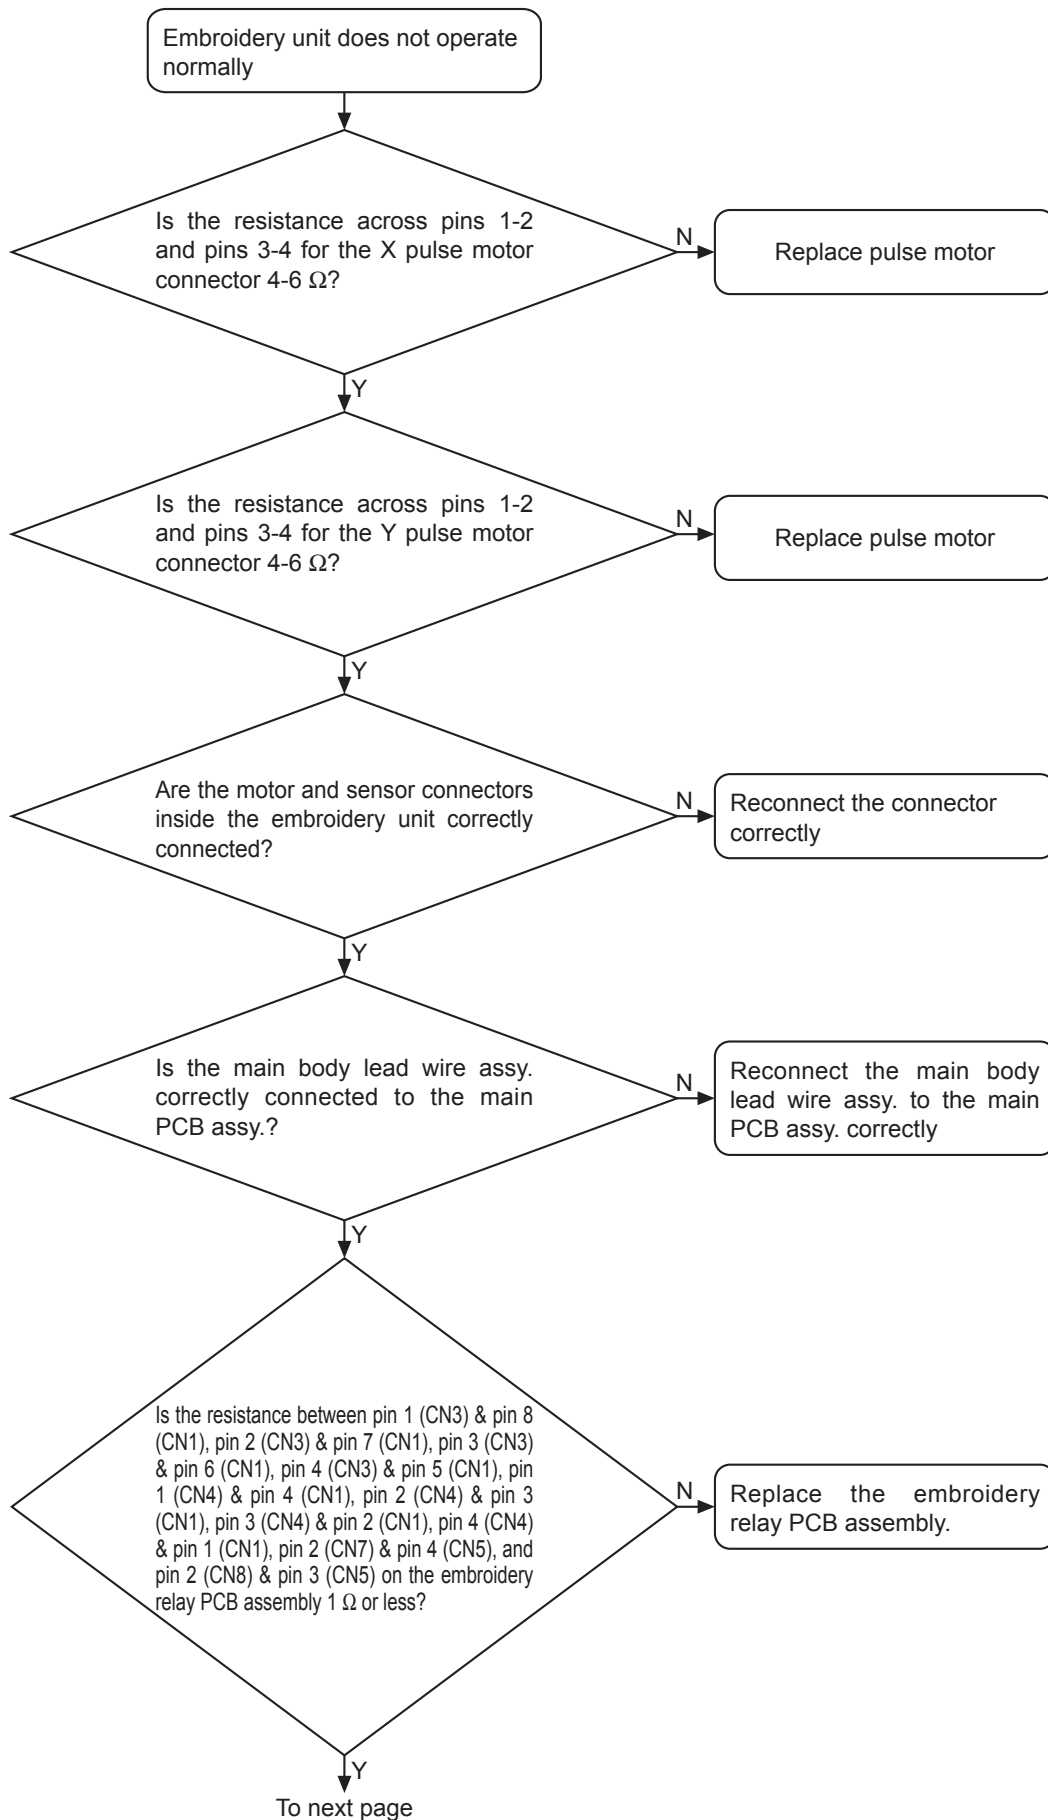 Embroidery unit does not operate
normally
Is the resistance across pins 1-2
and pins 3-4 for the X pulse motor
connector 4-6 Ω?
N
Replace pulse motor
Y
Is the resistance across pins 1-2
and pins 3-4 for the Y pulse motor
connector 4-6 Ω?
N
Replace pulse motor
Y
Are the motor and sensor connectors
inside the embroidery unit correctly
connected?
N
Reconnect the connector
correctly
Y
Is the main body lead wire assy.
correctly connected to the main
PCB assy.?
N
Reconnect the main body
lead wire assy. to the main
PCB assy. correctly
Y
Is the resistance between pin 1 (CN3) & pin 8
(CN1), pin 2 (CN3) & pin 7 (CN1), pin 3 (CN3)
& pin 6 (CN1), pin 4 (CN3) & pin 5 (CN1), pin
1 (CN4) & pin 4 (CN1), pin 2 (CN4) & pin 3
(CN1), pin 3 (CN4) & pin 2 (CN1), pin 4 (CN4)
& pin 1 (CN1), pin 2 (CN7) & pin 4 (CN5), and
pin 2 (CN8) & pin 3 (CN5) on the embroidery
relay PCB assembly 1 Ω or less?
N
Replace the embroidery
relay PCB assembly.
Y
To next page